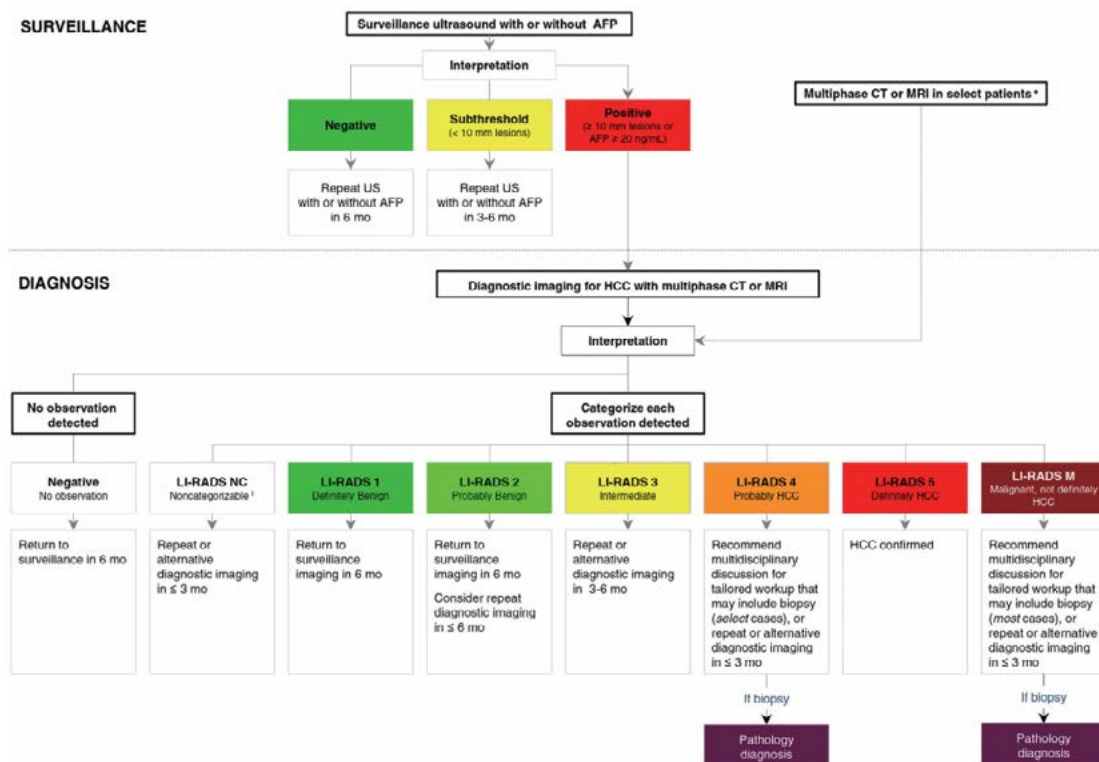 SURVEILLANCE
Surveillance ultrasound with or without AFP
Interpretation
Multiphase CT or MRI in select patients*
Negative
Subthreshold
(< 10 mm lesions)
Positive
(≥ 10 mm lesions or
AFP ≥ 20 ng/mL)
Repeat US
with or without AFP
in 6 mo
Repeat US
with or without AFP
in 3-6 mo
DIAGNOSIS
Diagnostic imaging for HCC with multiphase CT or MRI
Interpretation
No observation
detected
Categorize each
observation detected
Negative
No observation
LI-RADS NC
Noncategorizable
LI-RADS 1
Definitely Benign
LI-RADS 2
Probably Benign
LI-RADS 3
Intermediate
LI-RADS 4
Probably HCC
LI-RADS 5
Definitely HCC
LI-RADS M
Malignant, not definitely
HCC
Return to
surveillance in 6 mo
Repeat or
alternative
diagnostic imaging
in ≤ 3 mo
Return to
surveillance
imaging in 6 mo
Return to
surveillance
imaging in 6 mo
Consider repeat
diagnostic imaging
in ≤ 6 mo
Repeat or
alternative
diagnostic imaging
in 3-6 mo
Recommend
multidisciplinary
discussion for
tailored workup that
may include biopsy
(select cases), or
repeat or alternative
diagnostic imaging
in ≤ 3 mo
HCC confirmed
Recommend
multidisciplinary
discussion for
tailored workup that
may include biopsy
(most cases), or
repeat or alternative
diagnostic imaging
in ≤ 3 mo
If biopsy
If biopsy
Pathology
diagnosis
Pathology
diagnosis